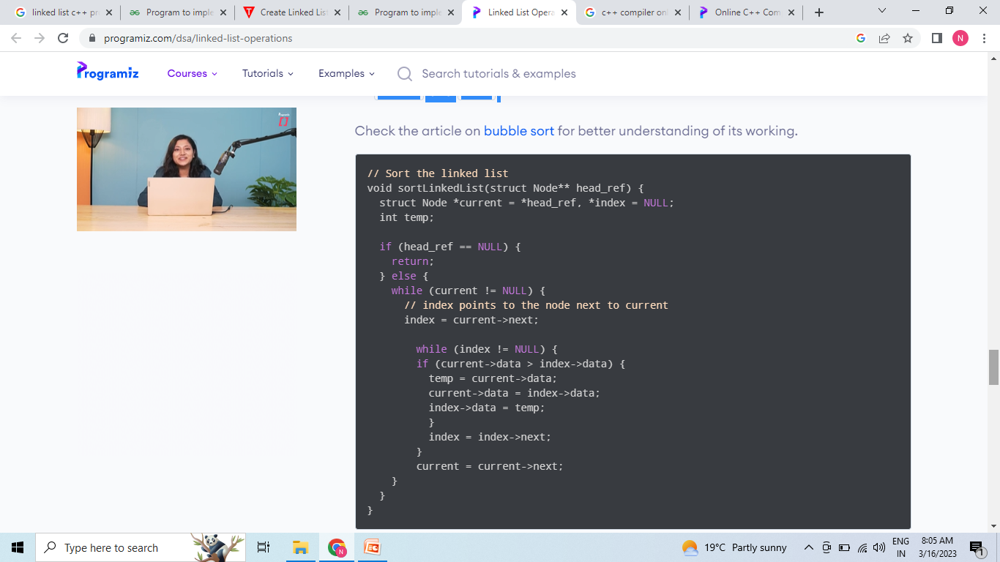 linked list c++ pr
Program to imple
Create Linked Lis
Program to imple
Linked List Opera
c++ compiler onl
Online C++ Com
programiz.com/dsa/linked-list-operations
N
Programiz
Courses
Tutorials
Examples
Search tutorials & examples
Check the article on bubble sort for better understanding of its working.
// Sort the linked list
void sortLinkedList(struct Node** head_ref) {
struct Node *current = *head_ref, *index = NULL;
int temp;
if (head_ref == NULL) {
return;
} else {
while (current != NULL) {
// index points to the node next to current
index = current->next;
while (index != NULL) {
if (current->data > index->data) {
temp = current->data;
current->data = index->data;
index->data = temp;
}
index = index->next;
}
current = current->next;
}
}
}
Type here to search
N
19°C Partly sunny
ENG
IN
8:05 AM
3/16/2023
1